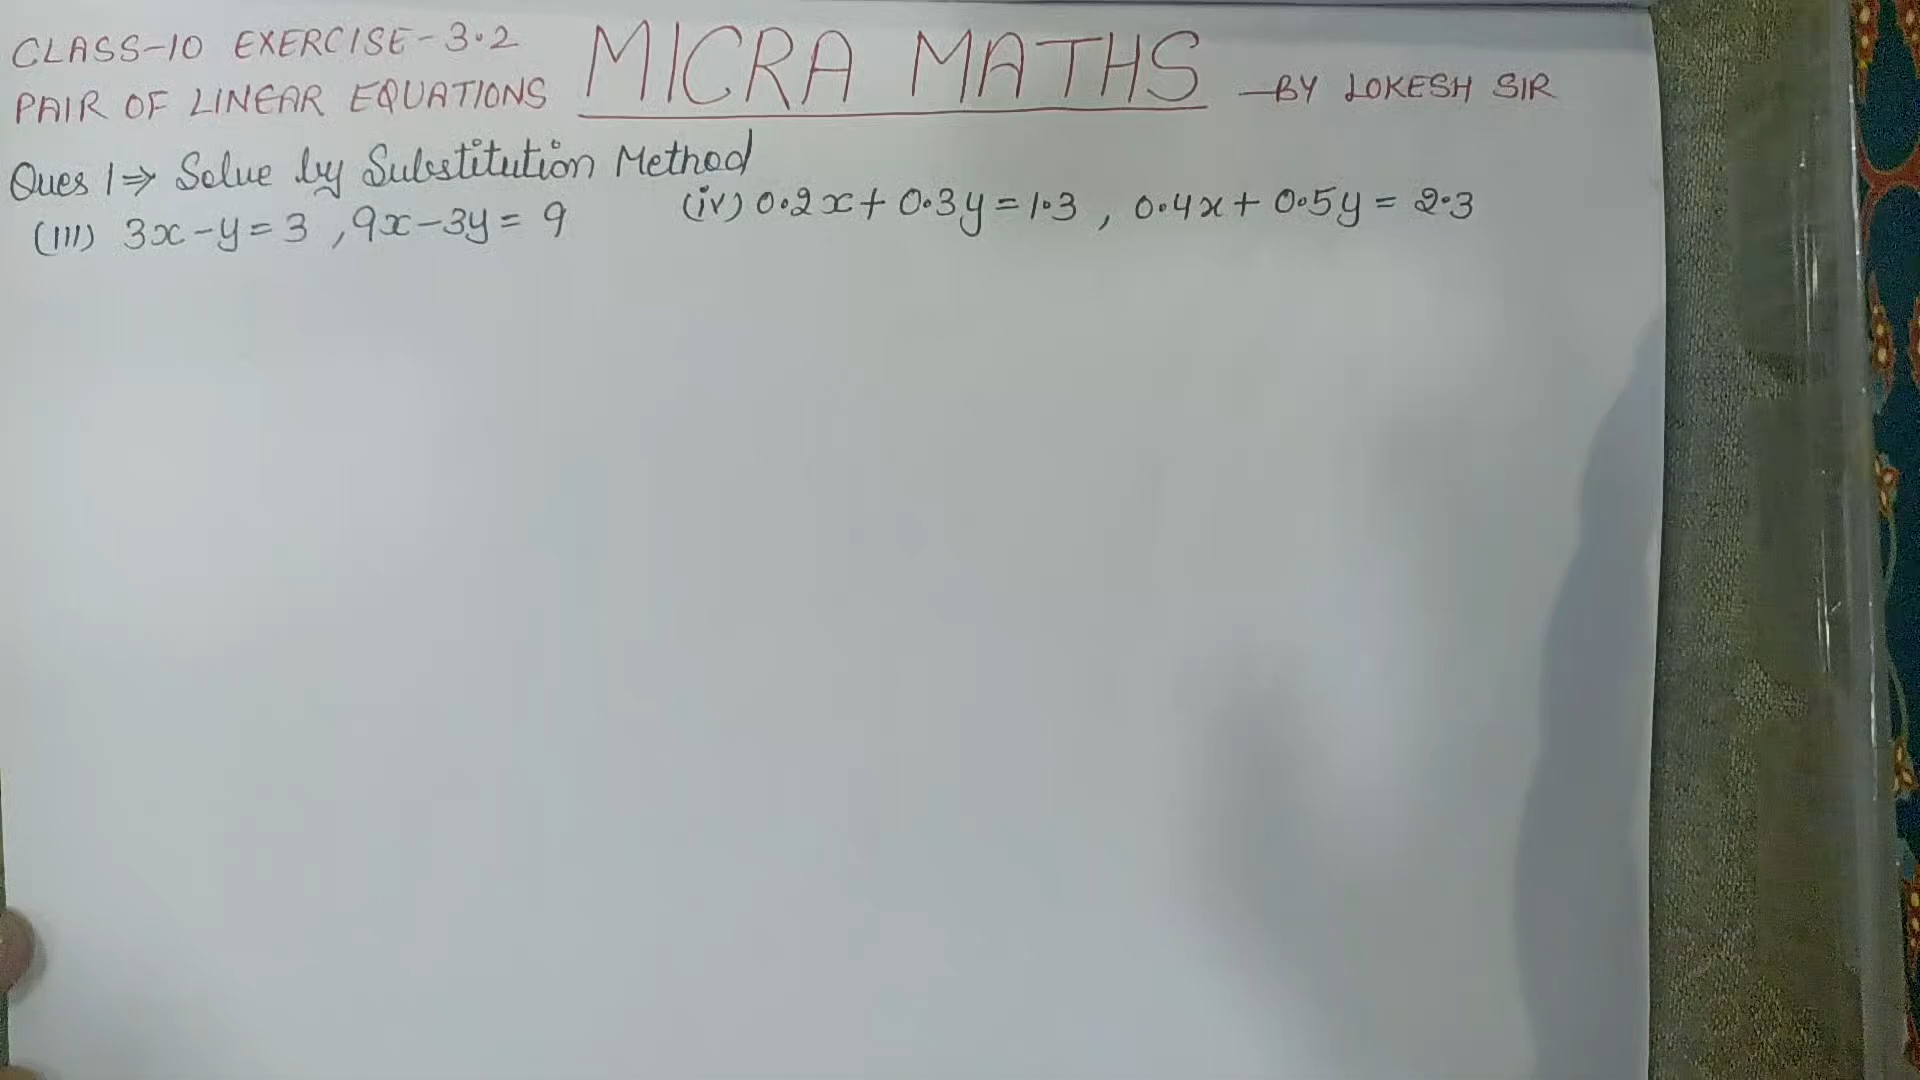 CLASS-10 EXERCISE-3.2
PAIR OF LINEAR EQUATIONS
MICRA MATHS
-BY LOKESH SIR
Ques 1⇒ Solve by Substitution Method
(III) 3x-y=3, 9x-3y=9
(iv) 0.2x+0.3y=1.3, 0.4x+0.5y=2.3